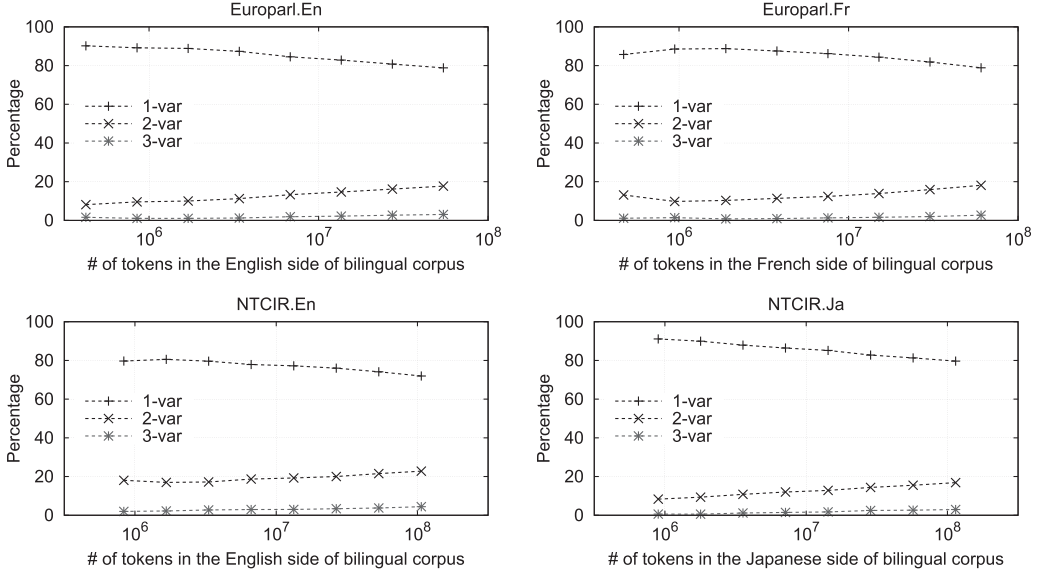 Europarl.En
100
80
60
40
20
0
Percentage
1-var
2-var
3-var
10^6 10^7 10^8
# of tokens in the English side of bilingual corpus
Europarl.Fr
100
80
60
40
20
0
Percentage
1-var
2-var
3-var
10^6 10^7 10^8
# of tokens in the French side of bilingual corpus
NTCIR.En
100
80
60
40
20
0
Percentage
1-var
2-var
3-var
10^6 10^7 10^8
# of tokens in the English side of bilingual corpus
NTCIR.Ja
100
80
60
40
20
0
Percentage
1-var
2-var
3-var
10^6 10^7 10^8
# of tokens in the Japanese side of bilingual corpus